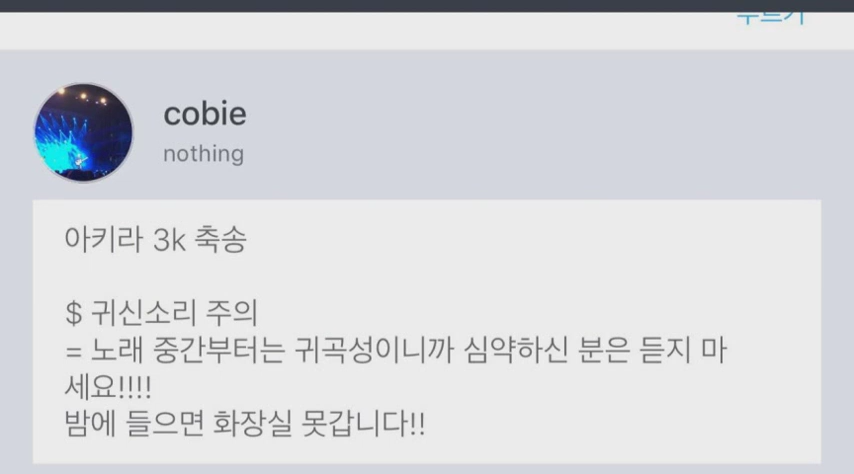 cobie
nothing
아키라 3k 축송
$ 귀신소리 주의
= 노래 중간부터는 귀곡성이니까 심약하신 분은 듣지 마
세요!!!!
밤에 들으면 화장실 못갑니다!!